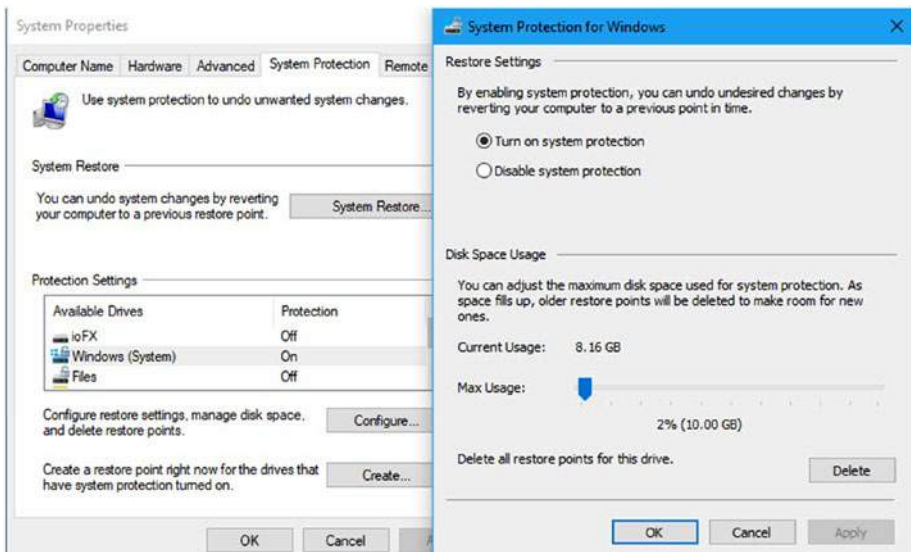 System Properties
Computer Name Hardware Advanced System Protection Remote
Use system protection to undo unwanted system changes.
System Restore
You can undo system changes by reverting
your computer to a previous restore point.
System Restore...
Protection Settings
Available Drives Protection
ioFX Off
Windows (System) On
Files Off
Configure restore settings, manage disk space,
and delete restore points.
Configure...
Create a restore point right now for the drives that
have system protection turned on.
Create...
OK Cancel
System Protection for Windows
Restore Settings
By enabling system protection, you can undo undesired changes by
reverting your computer to a previous point in time.
Turn on system protection
Disable system protection
Disk Space Usage
You can adjust the maximum disk space used for system protection. As
space fills up, older restore points will be deleted to make room for new
ones.
Current Usage: 8.16 GB
Max Usage:
2% (10.00 GB)
Delete all restore points for this drive.
Delete
OK Cancel Apply